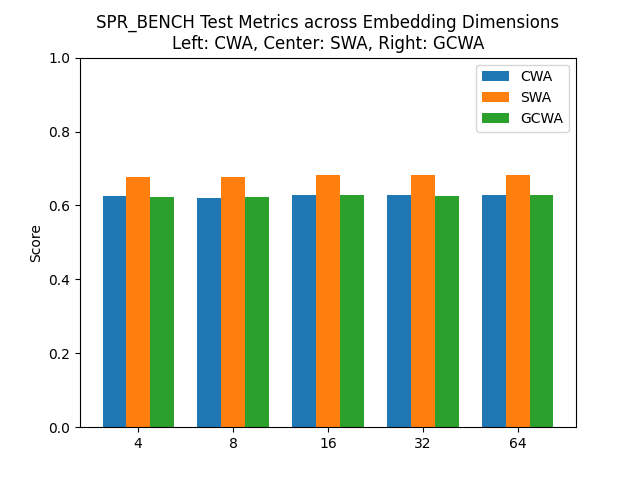 SPR_BENCH Test Metrics across Embedding Dimensions
Left: CWA, Center: SWA, Right: GCWA
CWA
SWA
GCWA
Score
1.0
0.8
0.6
0.4
0.2
0.0
4 8 16 32 64